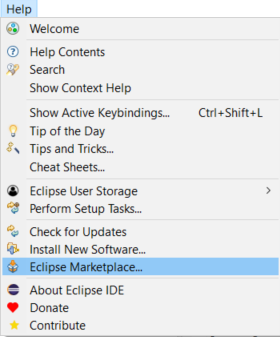 Help
Welcome
Help Contents
Search
Show Context Help
Show Active Keybindings... Ctrl+Shift+L
Tip of the Day
Tips and Tricks...
Cheat Sheets...
Eclipse User Storage
Perform Setup Tasks...
Check for Updates
Install New Software...
Eclipse Marketplace...
About Eclipse IDE
Donate
Contribute